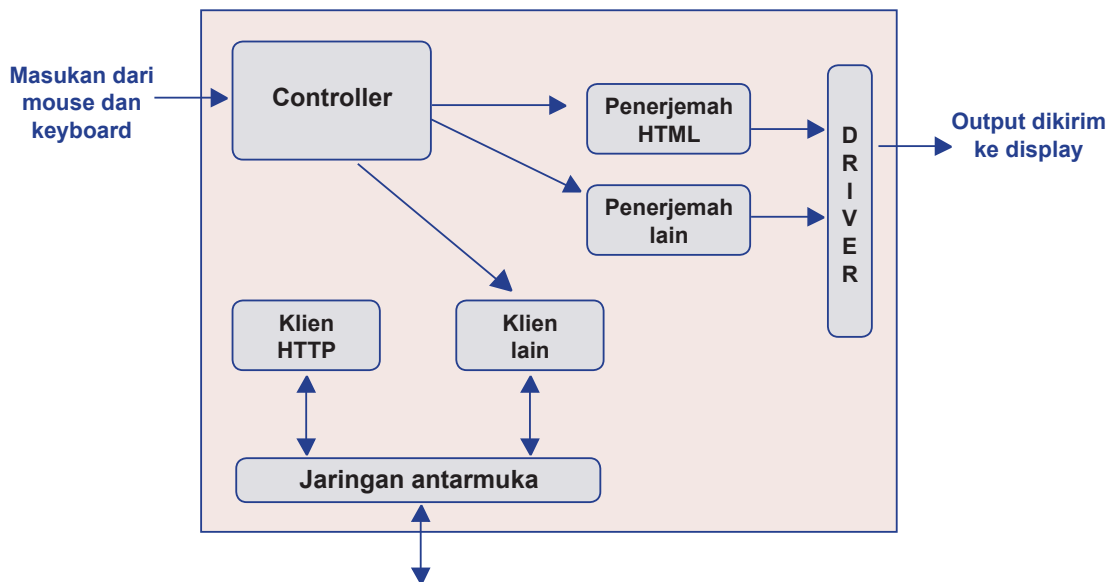 Masukan dari
mouse dan
keyboard
Controller
Penerjemah
HTML
Penerjemah
lain
D
R
I
V
E
R
Output dikirim
ke display
Klien
HTTP
Klien
lain
Jaringan antarmuka